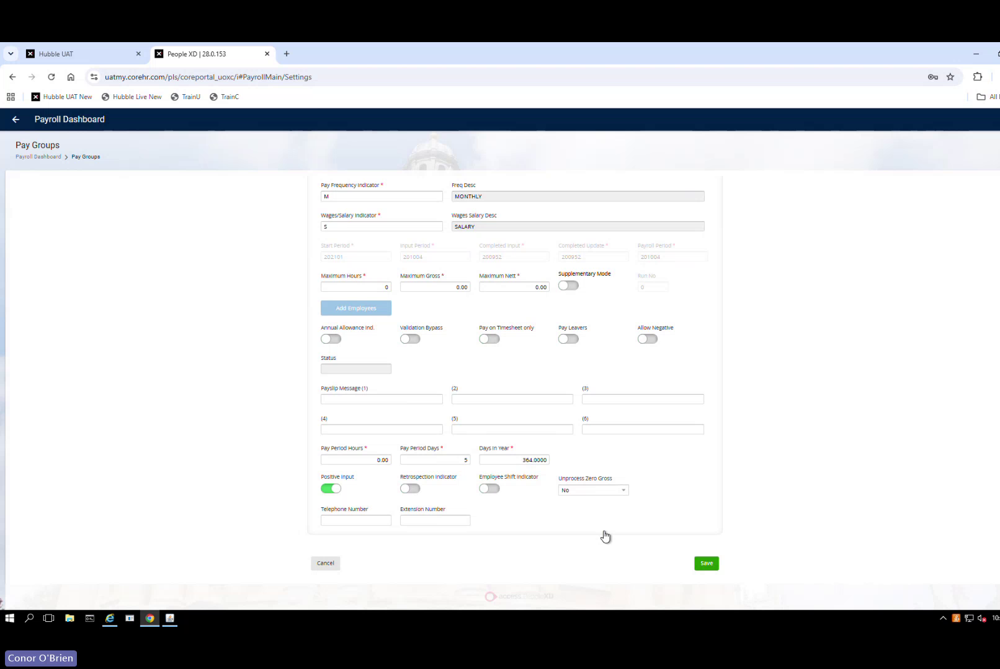 Hubble UAT
People XD | 28.0.153
uatmy.corehr.com/pls/coreportal_uoxc/i#PayrollMain/Settings
Hubble UAT New
Hubble Live New
TrainU
TrainC
All
Payroll Dashboard
Pay Groups
Payroll Dashboard > Pay Groups
Pay Frequency Indicator * Freq Desc
M MONTHLY
Wages/Salary Indicator * Wages Salary Desc
S SALARY
Start Period * Input Period * Completed Input * Completed Update * Payroll Period *
202101 201004 200952 200952 201004
Maximum Hours * Maximum Gross * Maximum Nett * Supplementary Mode Run No
0 0.00 0.00 0
Add Employees
Annual Allowance Ind. Validation Bypass Pay on Timesheet only Pay Leavers Allow Negative
Status
Payslip Message (1) (2) (3)
(4) (5) (6)
Pay Period Hours * Pay Period Days * Days In Year *
0.00 5 364.0000
Positive Input Retrospection Indicator Employee Shift Indicator Unprocess Zero Gross
No
Telephone Number Extension Number
Cancel Save
access PeopleXD
10:
Conor O'Brien